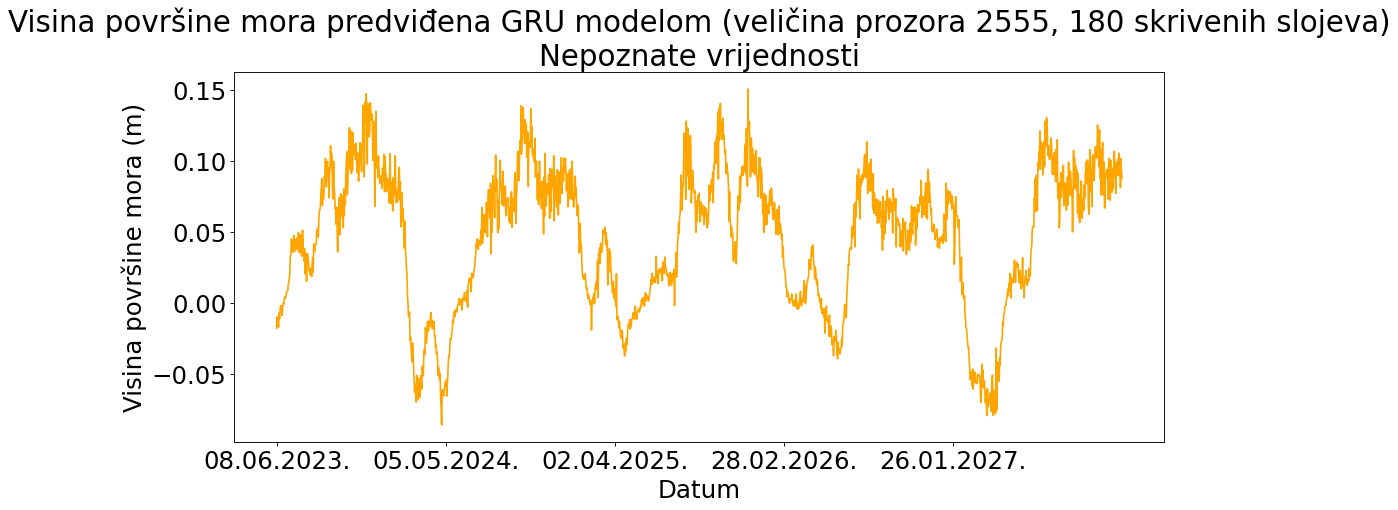 Visina površine mora predviđena GRU modelom (veličina prozora 2555, 180 skrivenih slojeva)
Nepoznate vrijednosti
Visina površine mora (m)
0.15
0.10
0.05
0.00
−0.05
08.06.2023. 05.05.2024. 02.04.2025. 28.02.2026. 26.01.2027.
Datum